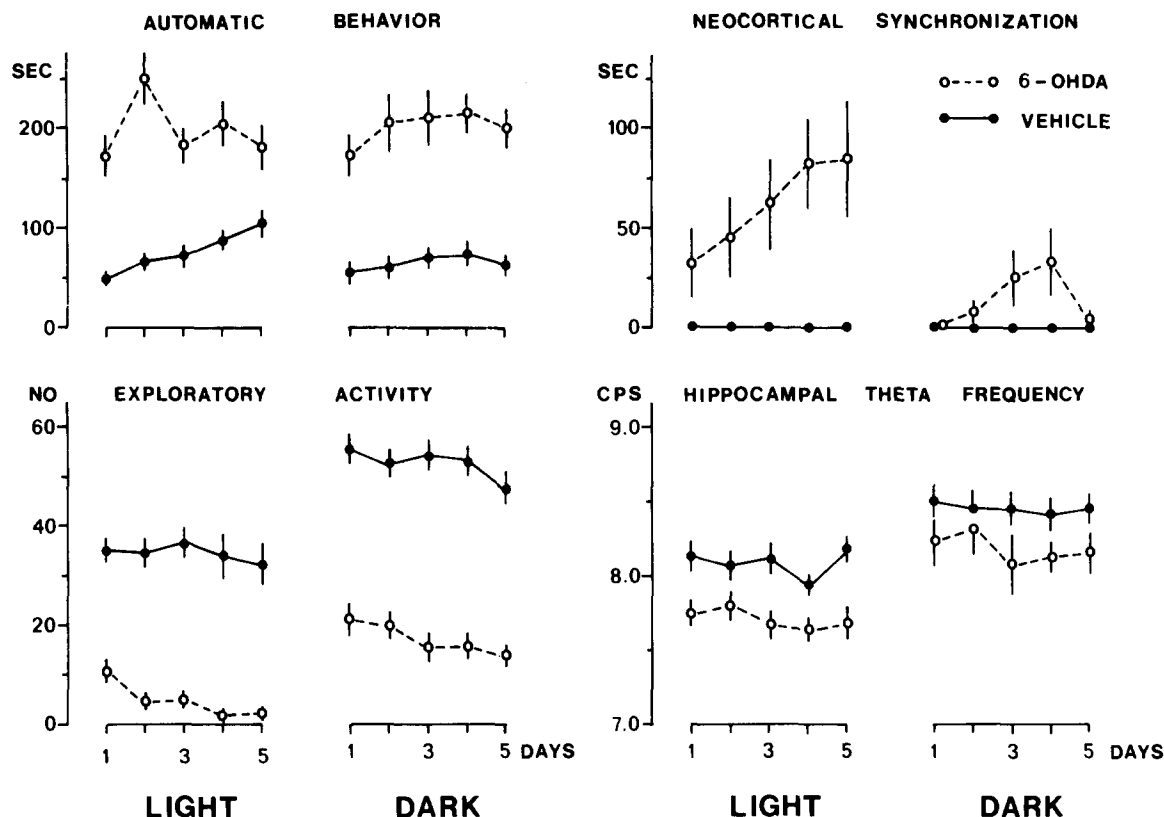 AUTOMATIC BEHAVIOR
SEC
200
100
0
NEOCORTICAL SYNCHRONIZATION
SEC
100
50
0
6-OHDA
VEHICLE
NO
EXPLORATORY ACTIVITY
60
40
20
0
1 3 5
1 3 5 DAYS
LIGHT DARK
CPS
HIPPOCAMPAL THETA FREQUENCY
9.0
8.0
7.0
1 3 5
1 3 5 DAYS
LIGHT DARK